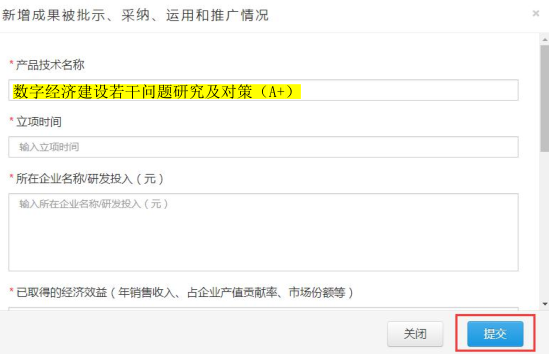 新增成果被批示、采纳、运用和推广情况
×
*产品技术名称
数字经济建设若干问题研究及对策（A+）
*立项时间
输入立项时间
*所在企业名称/研发投入（元）
输入所在企业名称/研发投入（元）
*已取得的经济效益（年销售收入、占企业产值贡献率、市场份额等）
关闭
提交